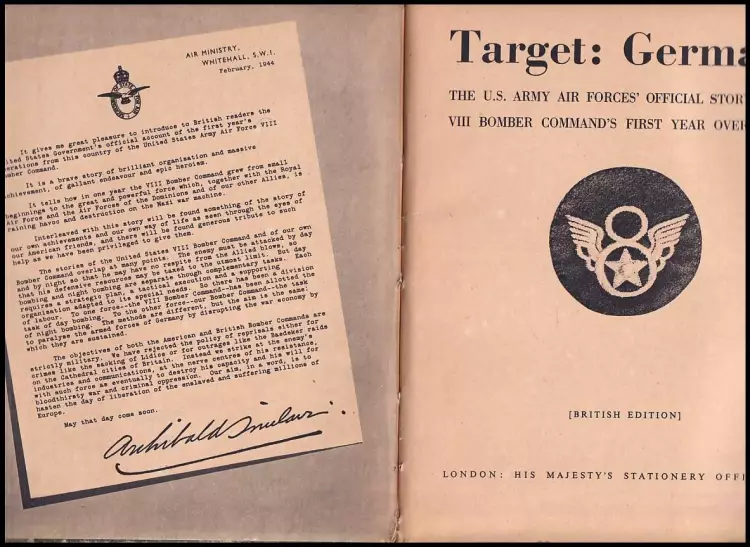 AIR MINISTRY,
WHITEHALL, S.W.1.
February, 1944
It gives me great pleasure to introduce to British readers the
United States Government's official account of the first year's
operations from this country of the United States Army Air Force VIII
Bomber Command.
It is a brave story of brilliant organisation and massive
achievement, of gallant endeavour and epic heroism.
It tells how in one year the VIII Bomber Command grew from small
beginnings to the great and powerful force which, together with the Royal
Air Force and the Air Forces of the Dominions and of our other Allies, is
raining havoc and destruction on the Nazi war machine.
Interleaved with this story will be found something of the story of
our own achievements and our own way of life as seen through the eyes of
our American friends, and there will be found generous tribute to such
help as we have been privileged to give them.
The stories of the United States VIII Bomber Command and of our own
Bomber Command overlap at many points. The enemy must be attacked by day
and by night so that he may have no respite from the Allied blows, so
that his defensive resources may be taxed to the utmost limit. But day
bombing and night bombing are separate though complementary tasks. Each
requires a strategic plan, a tactical execution and a supporting
organisation adapted to its special needs. So there has been a division
of labour. To one force--the VIII Bomber Command--has been allotted the
task of day bombing. To the other force--our Bomber Command--the task
of night bombing. The methods are different, but the aim is the same:
to paralyse the armed forces of Germany by disrupting the war economy by
which they are sustained.
The objectives of both the American and British Bomber Commands are
strictly military. We have rejected the policy of reprisals either for
crimes like the sacking of Lidice or for outrages like the Baedeker raids
on the Cathedral cities of Britain. Instead we strike at the enemy's
industries and communications, at the nerve centres of his resistance,
with such force as eventually to destroy his capacity and his will for
bloodthirsty war and criminal oppression. Our aim, in a word, is to
hasten the day of liberation of the enslaved and suffering millions of
Europe.
May that day come soon.
Archibald Sinclair.
Target: Germa
THE U.S. ARMY AIR FORCES' OFFICIAL STOR
VIII BOMBER COMMAND'S FIRST YEAR OVE
[BRITISH EDITION]
LONDON: HIS MAJESTY'S STATIONERY OFFI